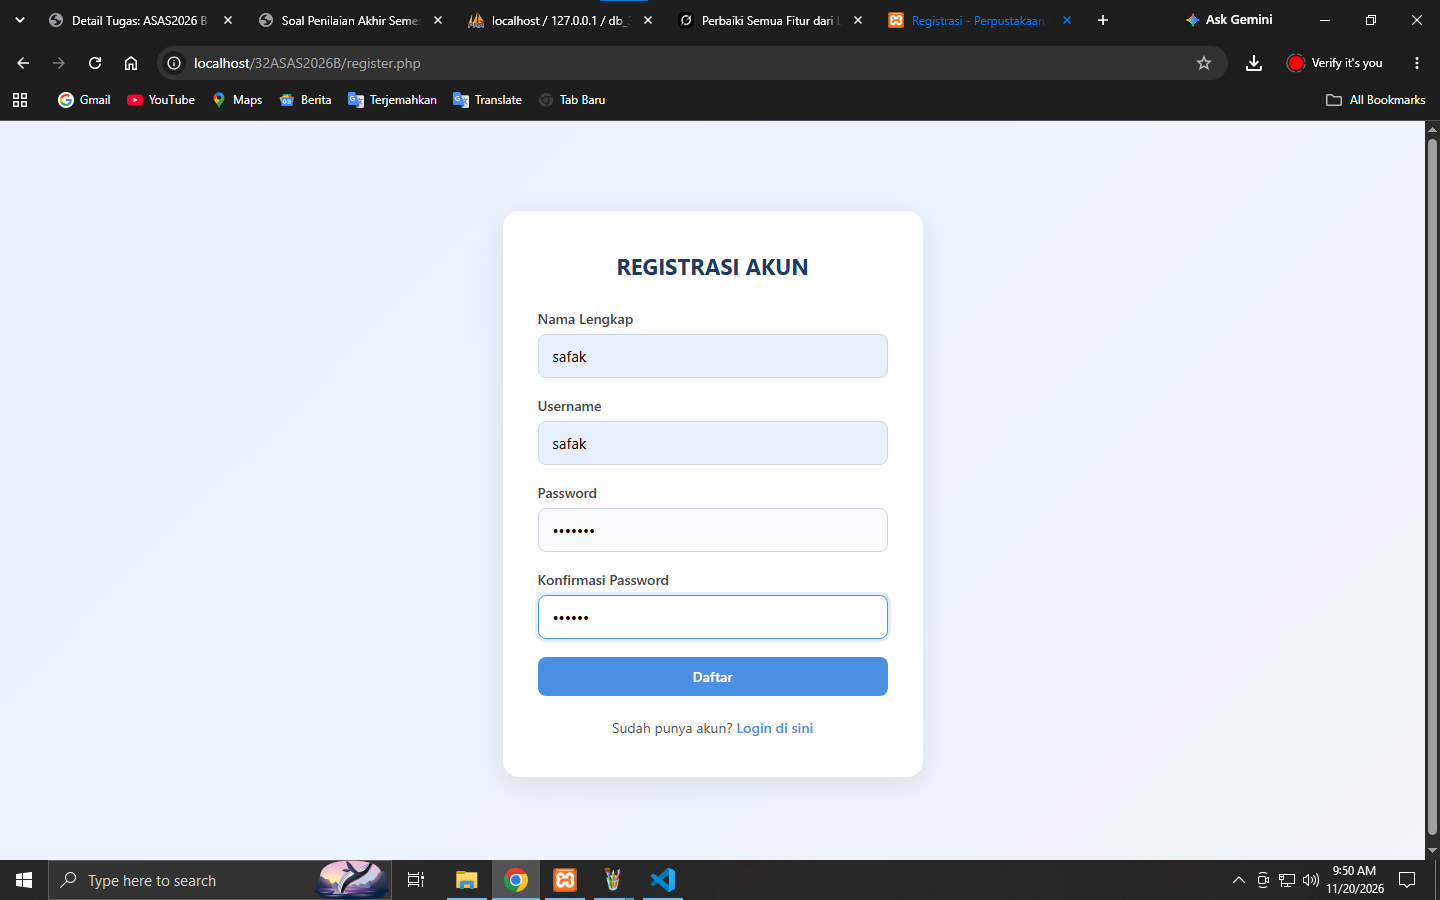 Detail Tugas: ASAS2026 B
Soal Penilaian Akhir Semes
localhost / 127.0.0.1 / db_
Perbaiki Semua Fitur dari
Registrasi - Perpustakaan
Ask Gemini
localhost/32ASAS2026B/register.php
Verify it's you
Gmail
YouTube
Maps
Berita
Terjemahkan
Translate
Tab Baru
All Bookmarks
REGISTRASI AKUN
Nama Lengkap
safak
Username
safak
Password
•••••••
Konfirmasi Password
••••••
Daftar
Sudah punya akun? Login di sini
Type here to search
9:50 AM
11/20/2026